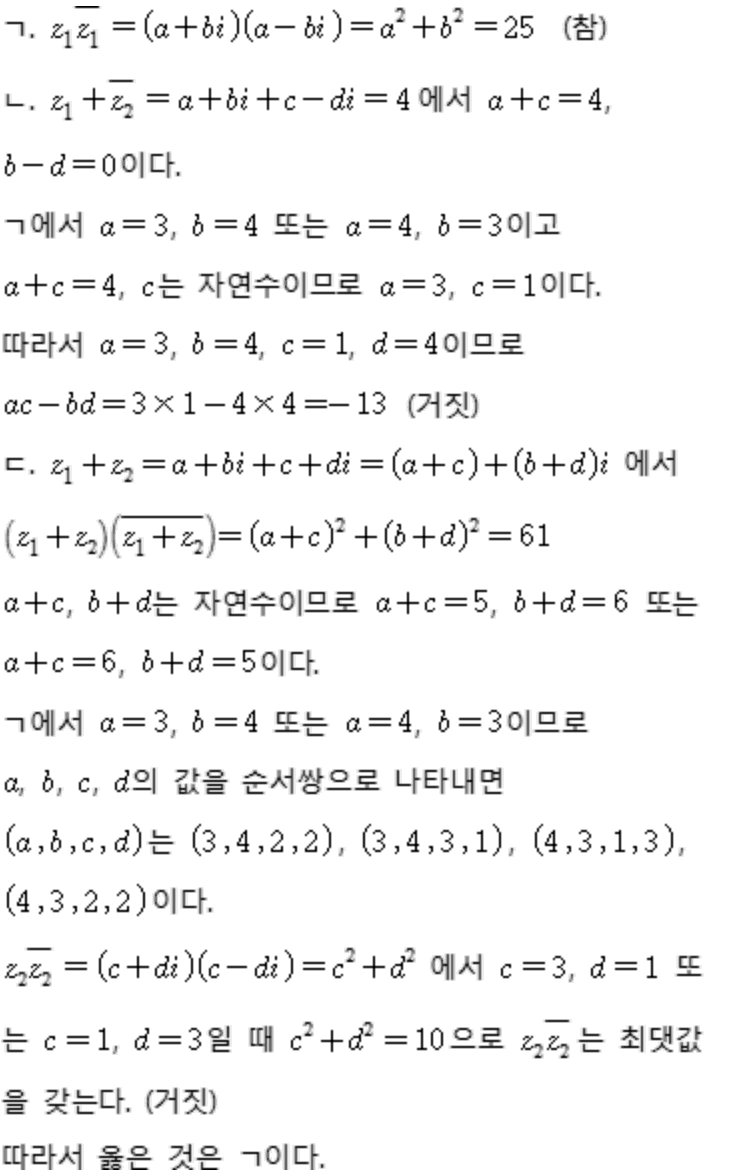 ㄱ. z₁z̅₁ = (a+bi)(a−bi) = a²+b² = 25 (참)
ㄴ. z₁+z̅₂ = a+bi+c−di = 4에서 a+c=4,
b−d=0이다.
ㄱ에서 a=3, b=4 또는 a=4, b=3이고
a+c=4, c는 자연수이므로 a=3, c=1이다.
따라서 a=3, b=4, c=1, d=4이므로
ac−bd=3×1−4×4=−13 (거짓)
ㄷ. z₁+z₂=a+bi+c+di=(a+c)+(b+d)i 에서
(z₁+z₂)(\overline{z₁+z₂})=(a+c)²+(b+d)²=61
a+c, b+d는 자연수이므로 a+c=5, b+d=6 또는
a+c=6, b+d=5이다.
ㄱ에서 a=3, b=4 또는 a=4, b=3이므로
a, b, c, d의 값을 순서쌍으로 나타내면
(a,b,c,d)는 (3,4,2,2), (3,4,3,1), (4,3,1,3),
(4,3,2,2)이다.
z₂z̅₂ = (c+di)(c−di)=c²+d² 에서 c=3, d=1 또
는 c=1, d=3일 때 c²+d²=10으로 z₂z̅₂는 최댓값
을 갖는다. (거짓)
따라서 옳은 것은 ㄱ이다.